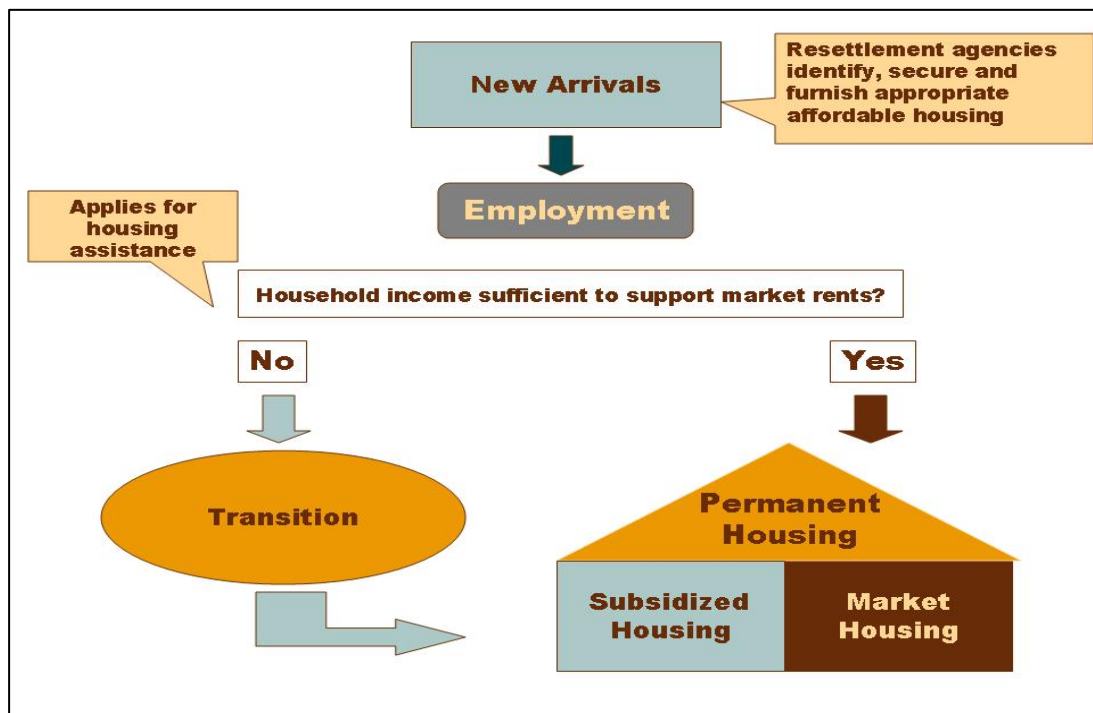 New Arrivals
Resettlement agencies
identify, secure and
furnish appropriate
affordable housing
Employment
Applies for
housing
assistance
Household income sufficient to support market rents?
No
Yes
Transition
Permanent
Housing
Subsidized
Housing
Market
Housing